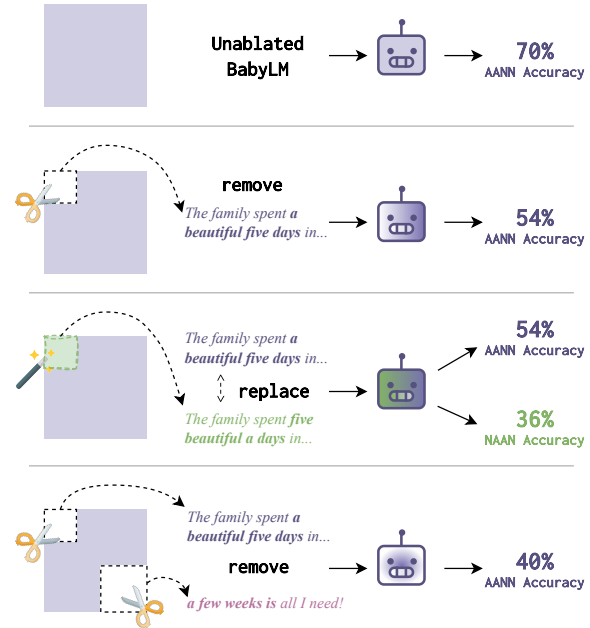 Unablated
BabyLM
70%
AANN Accuracy
remove
The family spent a
beautiful five days in...
54%
AANN Accuracy
The family spent a
beautiful five days in...
replace
The family spent five
beautiful a days in...
54%
AANN Accuracy
36%
NAAN Accuracy
The family spent a
beautiful five days in...
remove
a few weeks is all I need!
40%
AANN Accuracy